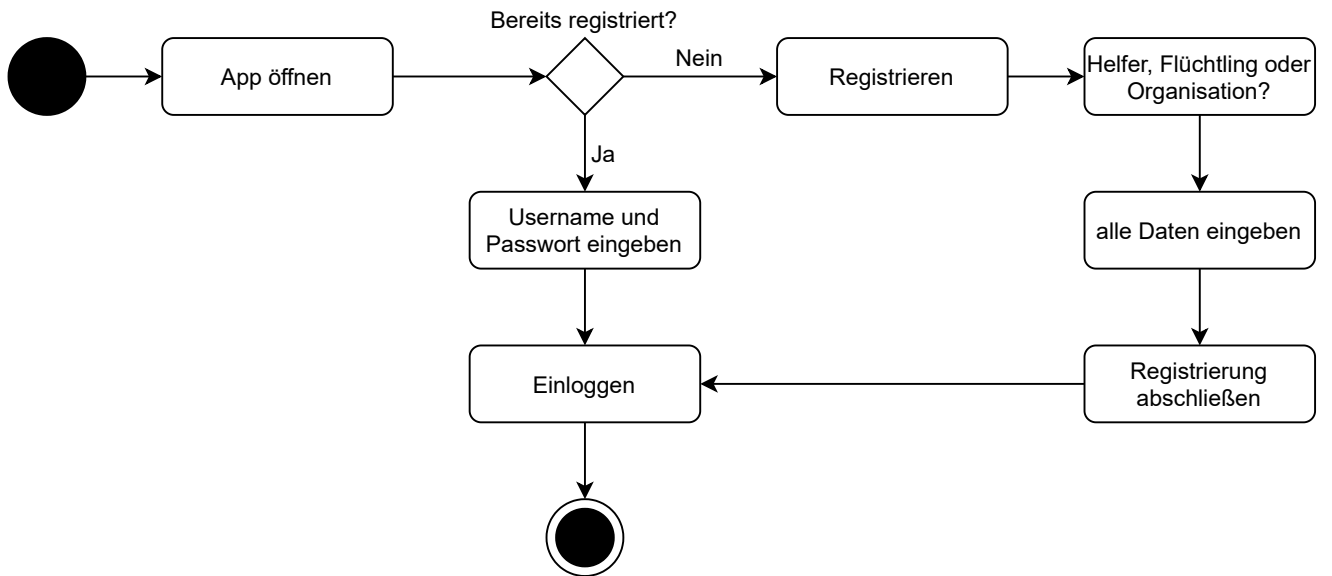 Bereits registriert?
App öffnen
Nein
Registrieren
Helfer, Flüchtling oder
Organisation?
Ja
Username und
Passwort eingeben
alle Daten eingeben
Einloggen
Registrierung
abschließen